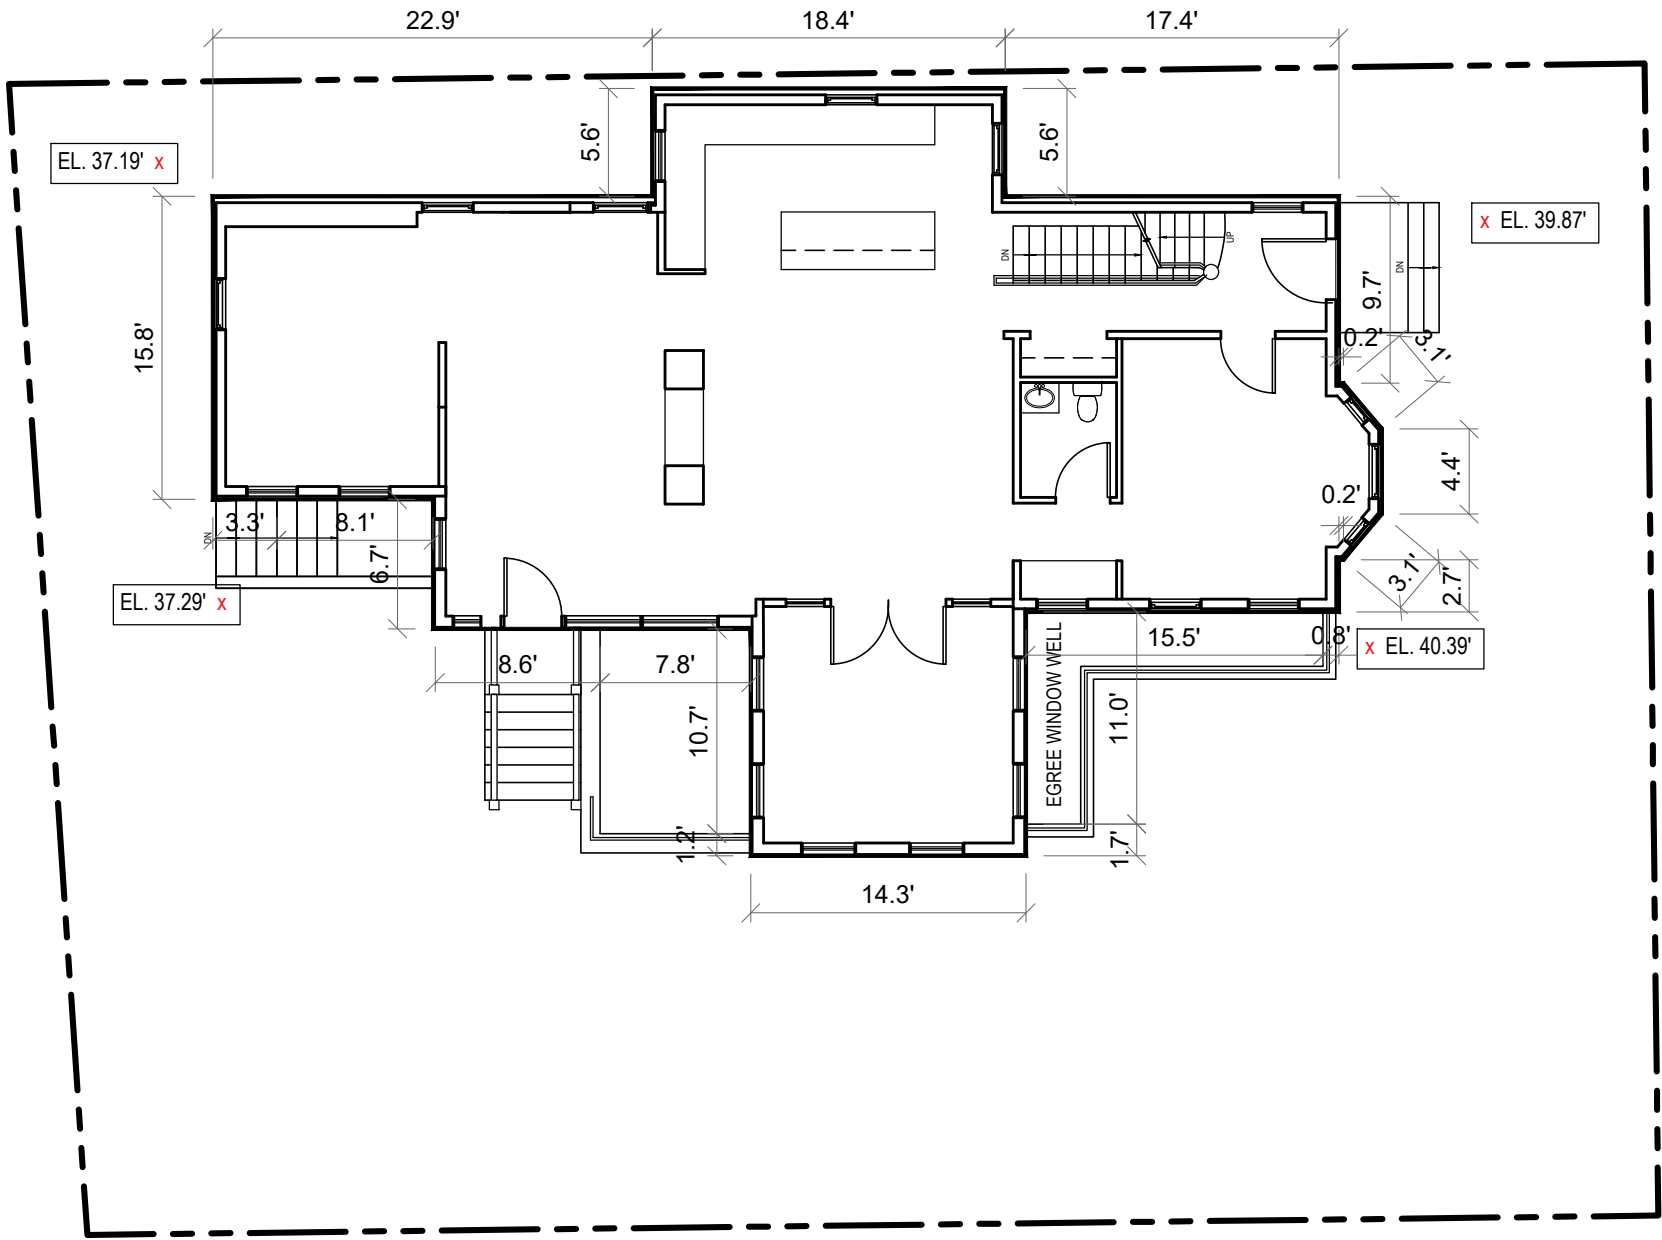 22.9'
18.4'
17.4'
5.6'
5.6'
EL. 37.19' x
x EL. 39.87'
DN
UP
DN
9.7'
15.8'
0.2'
3.1'
4.4'
0.2'
3.3'
8.1'
DN
6.7'
3.1'
2.7'
EL. 37.29' x
EGREE WINDOW WELL
15.5'
0.8'
x EL. 40.39'
8.6'
7.8'
10.7'
11.0'
1.2'
1.7'
14.3'